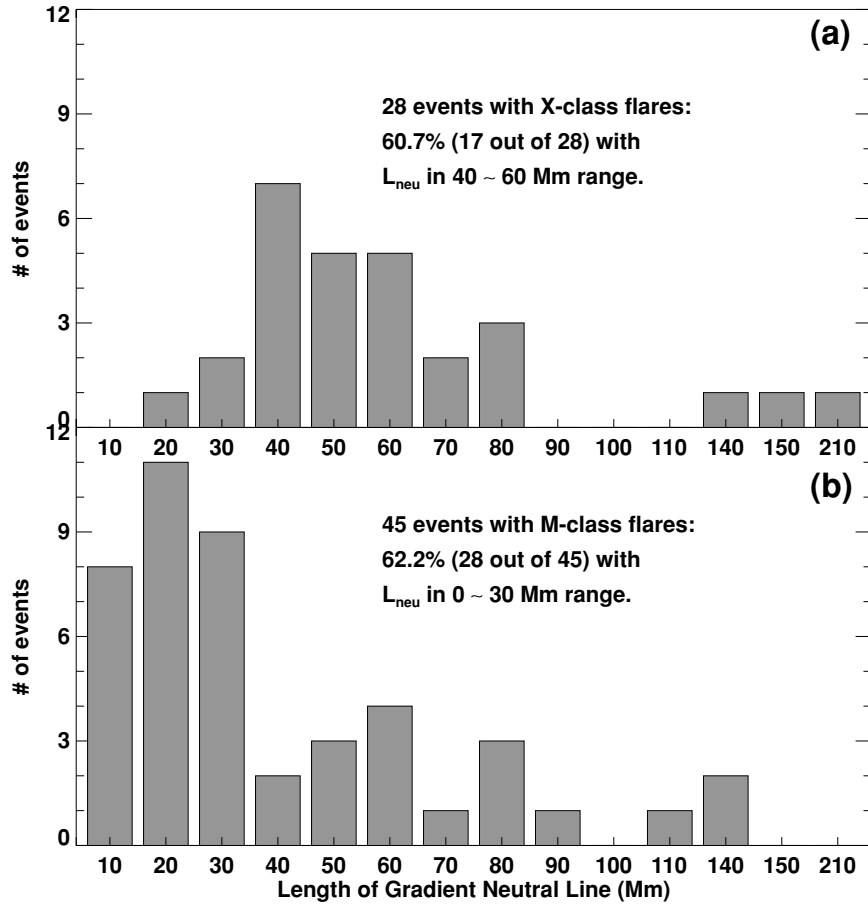 12
(a)
28 events with X-class flares:
9
60.7% (17 out of 28) with
L_neu in 40 ~ 60 Mm range.
# of events
6
3
0
10 20 30 40 50 60 70 80 90 100 110 140 150 210
12
(b)
45 events with M-class flares:
9
62.2% (28 out of 45) with
L_neu in 0 ~ 30 Mm range.
# of events
6
3
0
10 20 30 40 50 60 70 80 90 100 110 140 150 210
Length of Gradient Neutral Line (Mm)